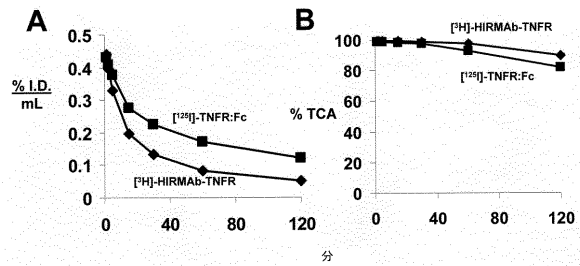 A
% I.D.
mL
0.5
0.4
0.3
0.2
0.1
0
[¹²⁵I]-TNFR:Fc
[³H]-HIRMAb-TNFR
0 40 80 120
B
% TCA
100
80
60
40
20
0
[³H]-HIRMAb-TNFR
[¹²⁵I]-TNFR:Fc
0 40 80 120
分